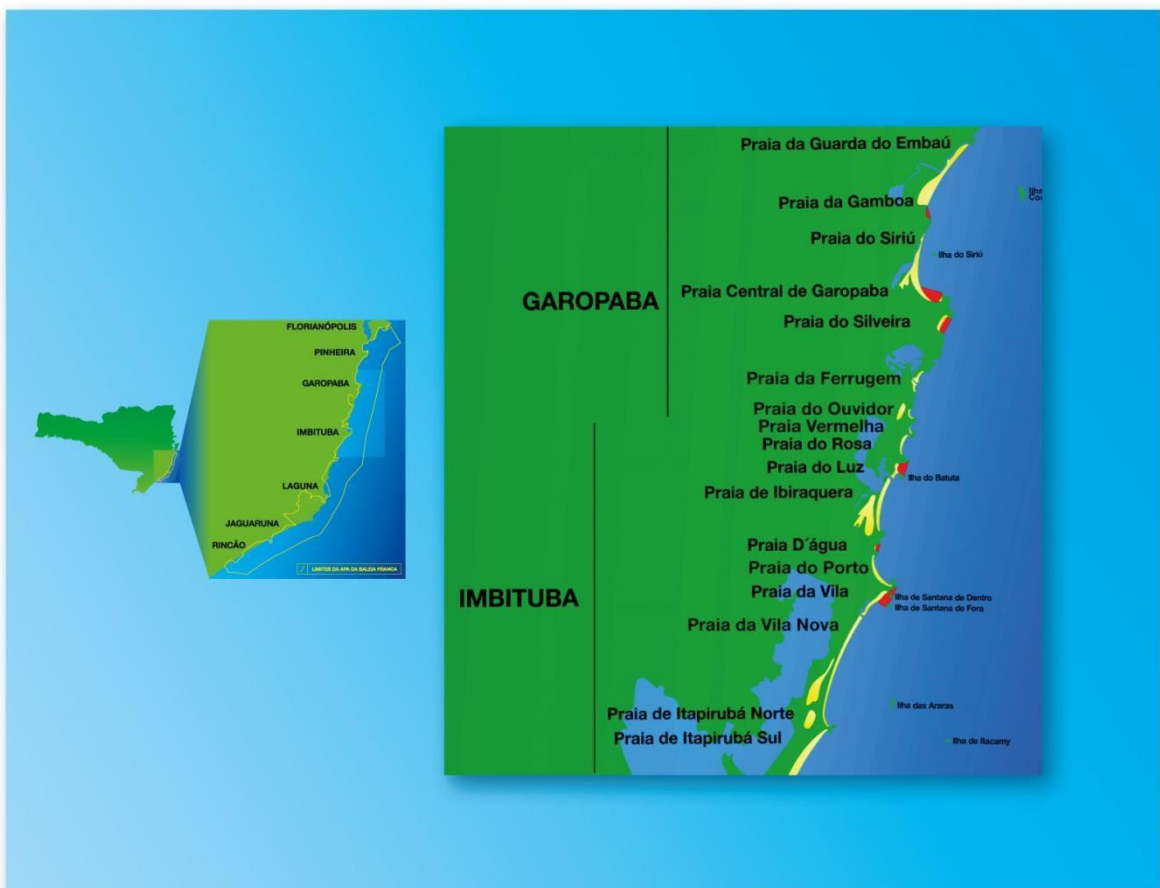 FLORIANÓPOLIS
PINHEIRA
GAROPABA
IMBITUBA
LAGUNA
JAGUARUNA
RINCÃO
LIMITES DA APA DA BALEIA FRANCA
GAROPABA
IMBITUBA
Praia da Guarda do Embaú
Praia da Gamboa
Praia do Siriú
Praia Central de Garopaba
Praia do Silveira
Praia da Ferrugem
Praia do Ouvidor
Praia Vermelha
Praia do Rosa
Praia do Luz
Praia de Ibiraquera
Praia D´água
Praia do Porto
Praia da Vila
Praia da Vila Nova
Praia de Itapirubá Norte
Praia de Itapirubá Sul
Ilha
Ilha do Siriú
Ilha do Batuta
Ilha de Santana de Dentro
Ilha de Santana de Fora
Ilha das Araras
Ilha de Itacamy